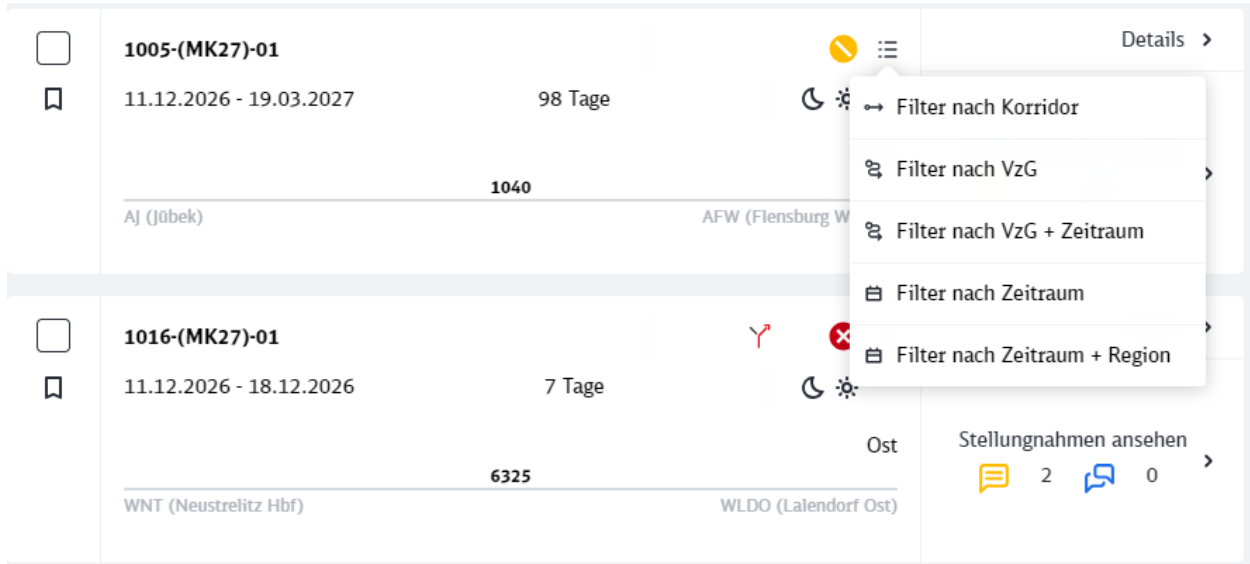 1005-(MK27)-01
Details
11.12.2026 - 19.03.2027 98 Tage
Filter nach Korridor
Filter nach VzG
1040
AJ (Jübek) AFW (Flensburg W
Filter nach VzG + Zeitraum
Filter nach Zeitraum
1016-(MK27)-01
Filter nach Zeitraum + Region
11.12.2026 - 18.12.2026 7 Tage
Ost
Stellungnahmen ansehen
6325
2 0
WNT (Neustrelitz Hbf) WLDO (Lalendorf Ost)